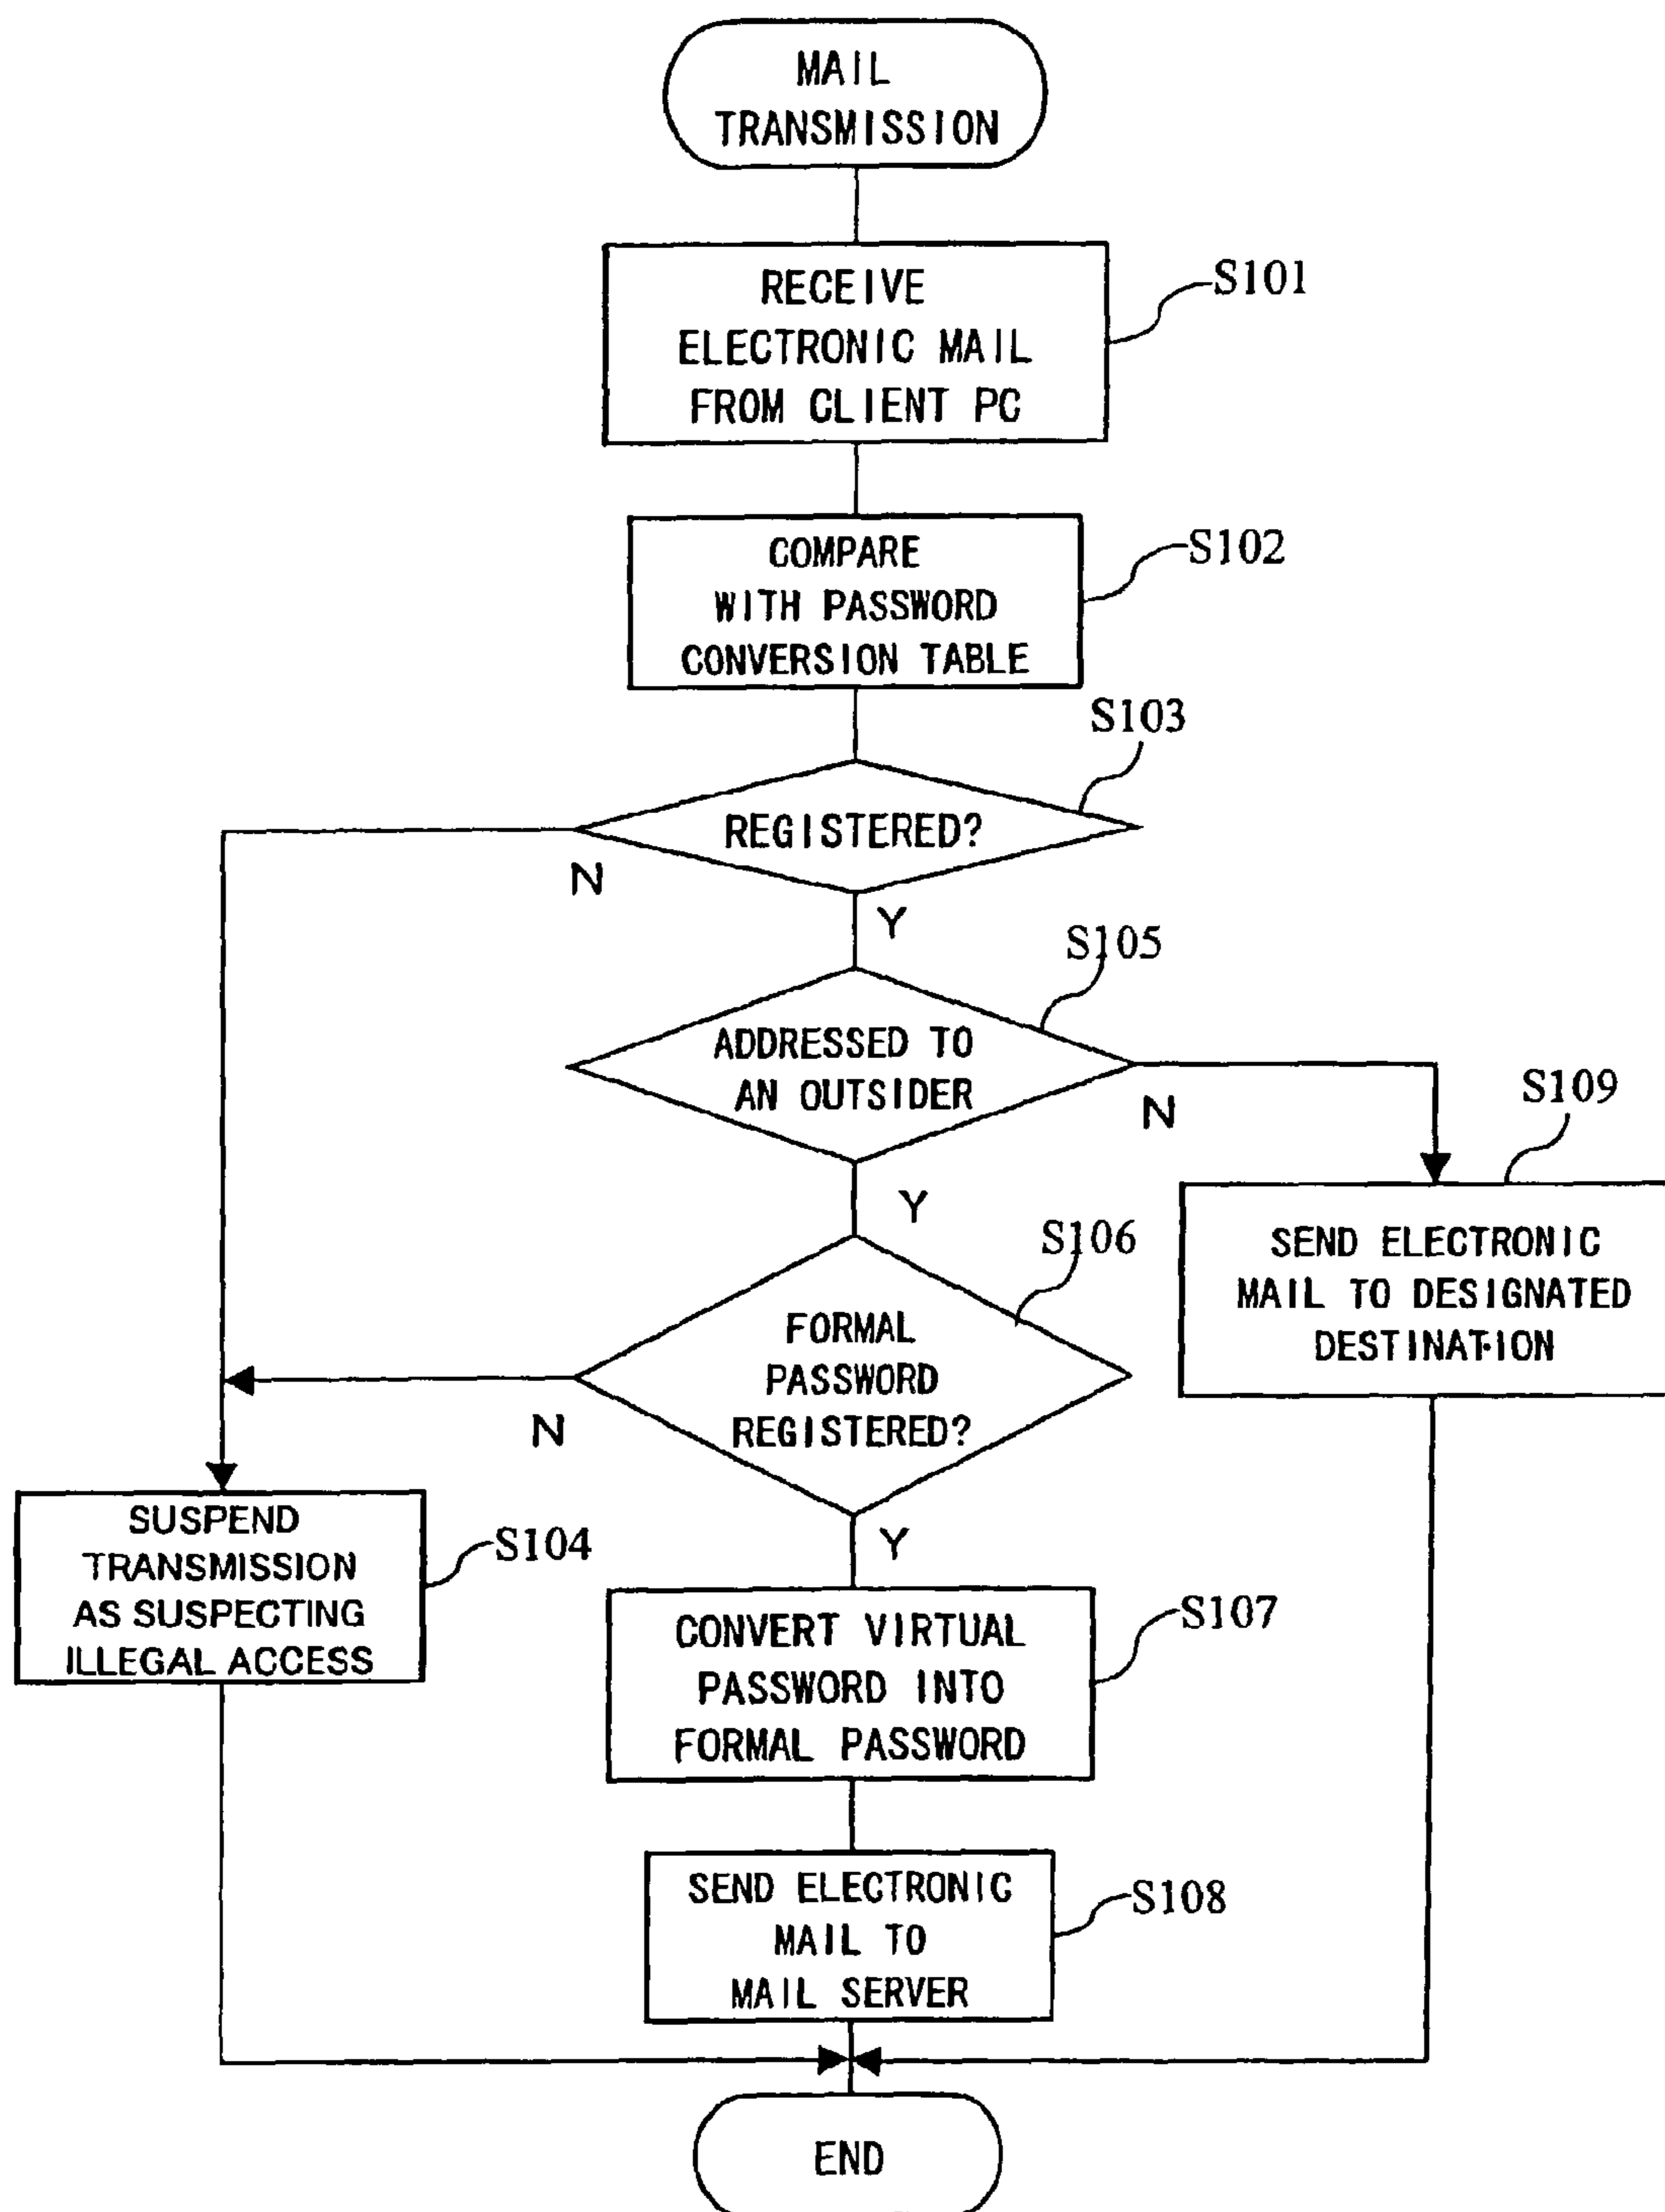 MAIL
TRANSMISSION
RECEIVE
ELECTRONIC MAIL
FROM CLIENT PC
S101
COMPARE
WITH PASSWORD
CONVERSION TABLE
S102
S103
REGISTERED?
N
Y
S105
ADDRESSED TO
AN OUTSIDER
N
Y
S109
SEND ELECTRONIC
MAIL TO DESIGNATED
DESTINATION
S106
FORMAL
PASSWORD
REGISTERED?
N
Y
SUSPEND
TRANSMISSION
AS SUSPECTING
ILLEGAL ACCESS
S104
CONVERT VIRTUAL
PASSWORD INTO
FORMAL PASSWORD
S107
SEND ELECTRONIC
MAIL TO
MAIL SERVER
S108
END